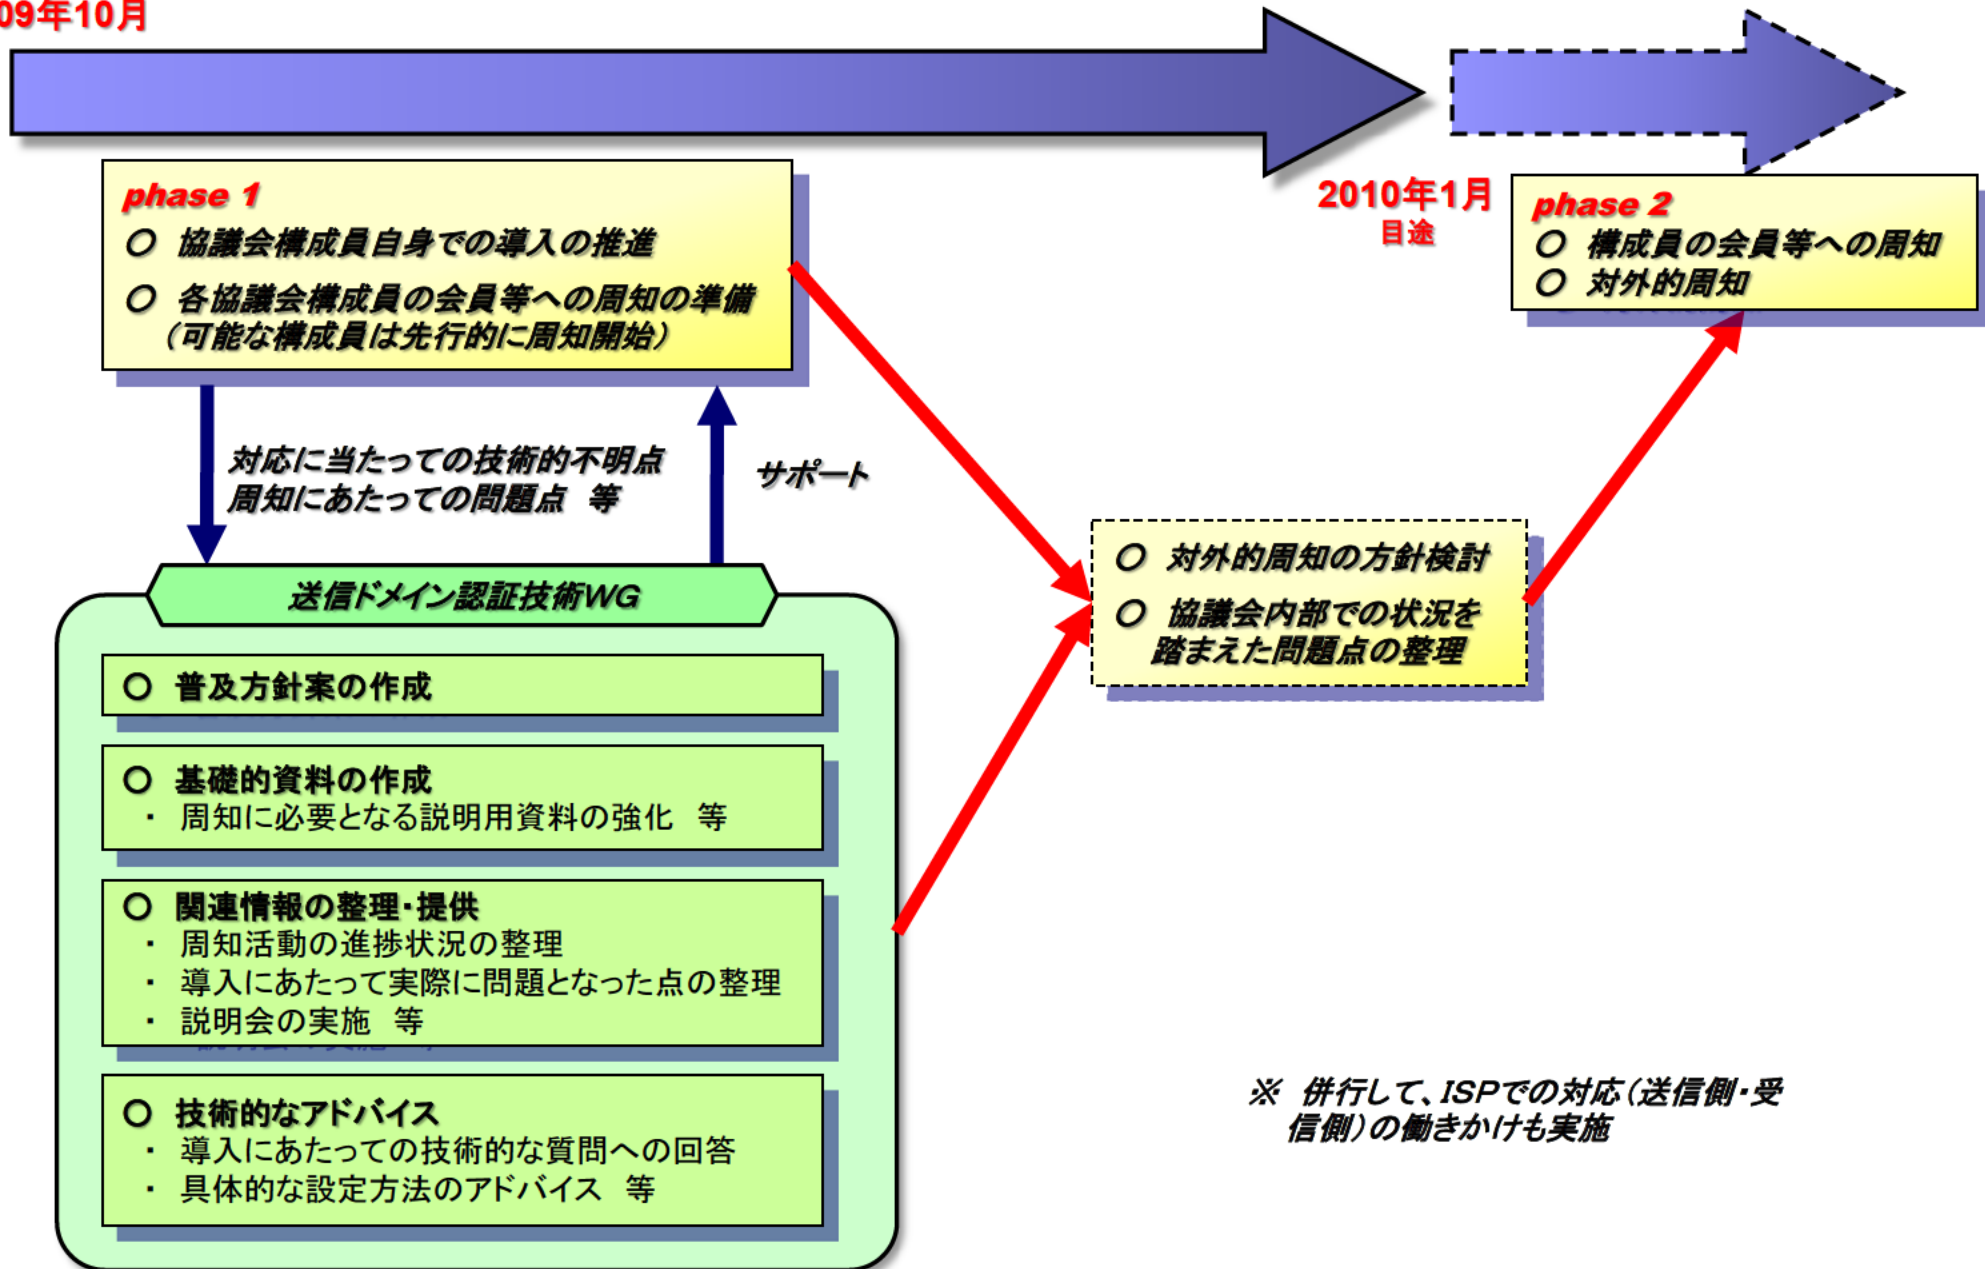 09年10月
phase 1
○ 協議会構成員自身での導入の推進
○ 各協議会構成員の会員等への周知の準備
（可能な構成員は先行的に周知開始）
2010年1月
目途
phase 2
○ 構成員の会員等への周知
○ 対外的周知
対応に当たっての技術的不明点
周知にあたっての問題点　等
サポート
○ 対外的周知の方針検討
○ 協議会内部での状況を
踏まえた問題点の整理
送信ドメイン認証技術WG
○ 普及方針案の作成
○ 基礎的資料の作成
・ 周知に必要となる説明用資料の強化　等
○ 関連情報の整理・提供
・ 周知活動の進捗状況の整理
・ 導入にあたって実際に問題となった点の整理
・ 説明会の実施　等
○ 技術的なアドバイス
・ 導入にあたっての技術的な質問への回答
・ 具体的な設定方法のアドバイス　等
※ 併行して、ISPでの対応（送信側・受
信側）の働きかけも実施